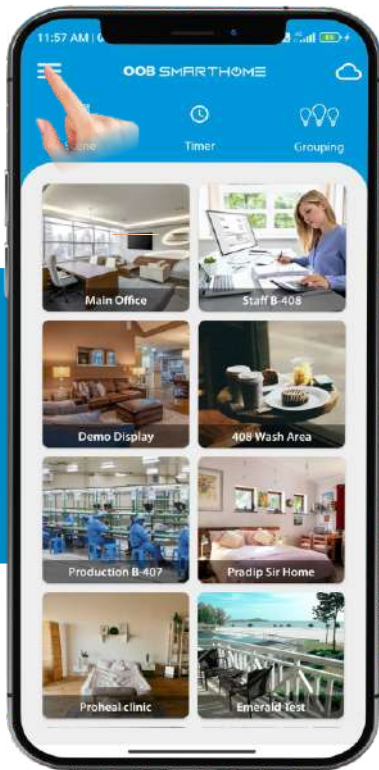 11:57 AM
OOB SMARTHOME
Scene
Timer
Grouping
Main Office
Staff B-408
Demo Display
408 Wash Area
Production B-407
Pradip Sir Home
Proheal clinic
Emerald Test